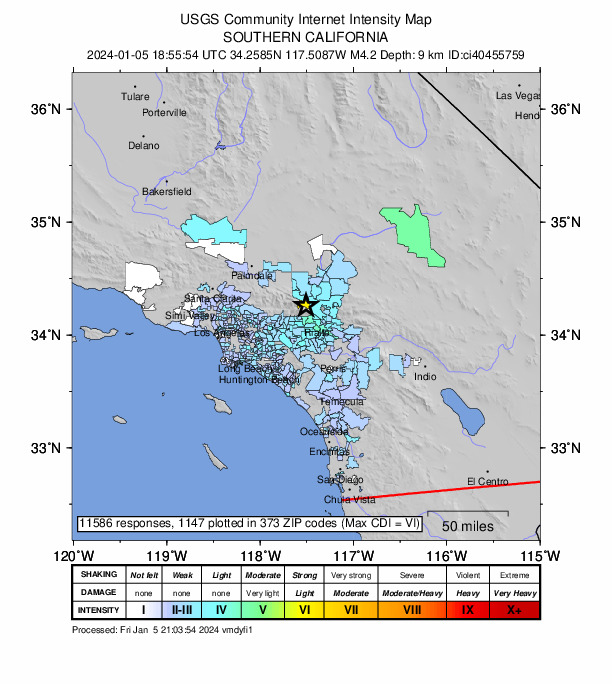 USGS Community Internet Intensity Map
SOUTHERN CALIFORNIA
2024-01-05 18:55:54 UTC 34.2585N 117.5087W M4.2 Depth: 9 km ID:ci40455759
36°N 36°N
Tulare
Porterville
Las Vegas
Delano
Bakersfield
35°N 35°N
Palmdale
Santa Clarita
Simi Valley
34°N 34°N
Los Angeles
Rialto
Long Beach
Perris
Huntington Beach
Indio
Temecula
Oceanside
33°N 33°N
Encinitas
San Diego
El Centro
Chula Vista
11586 responses, 1147 plotted in 373 ZIP codes (Max CDI = VI)
50 miles
120°W 119°W 118°W 117°W 116°W 115°W
SHAKING Not felt Weak Light Moderate Strong Very strong Severe Violent Extreme
DAMAGE none none none Very light Light Moderate Moderate/Heavy Heavy Very Heavy
INTENSITY I II-III IV V VI VII VIII IX X+
Processed: Fri Jan 5 21:03:54 2024 vmdyfi1